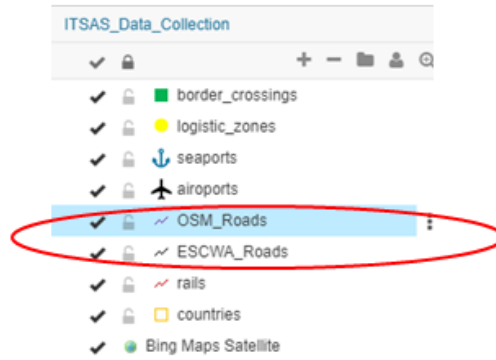 ITSAS_Data_Collection
border_crossings
logistic_zones
seaports
airoports
OSM_Roads
ESCWA_Roads
rails
countries
Bing Maps Satellite